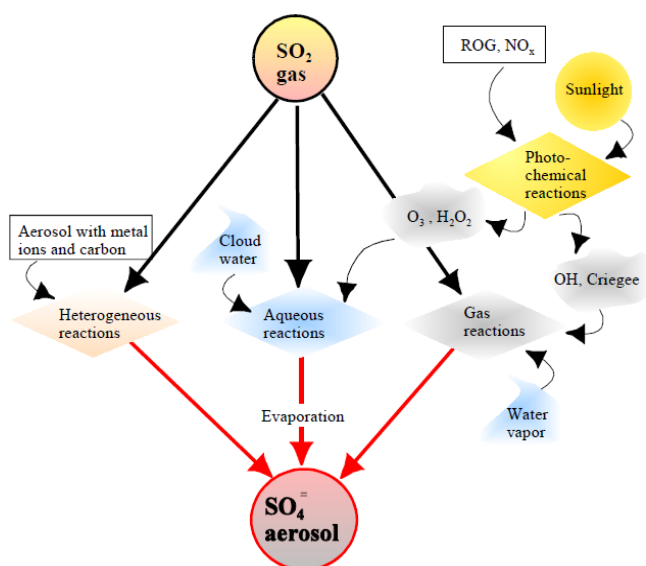 SO₂
gas
ROG, NOₓ
Sunlight
Photo-
chemical
reactions
O₃ , H₂O₂
Aerosol with metal
ions and carbon
Cloud
water
OH, Criegee
Heterogeneous
reactions
Aqueous
reactions
Gas
reactions
Evaporation
Water
vapor
SO₄⁼
aerosol